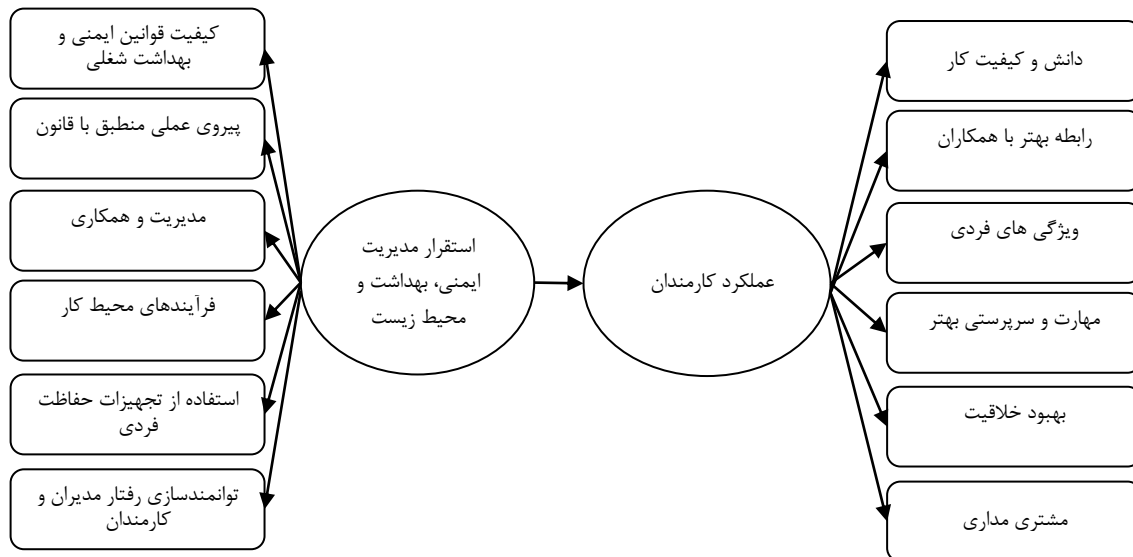 کیفیت قوانین ایمنی و
بهداشت شغلی
پیروی عملی منطبق با قانون
مدیریت و همکاری
فرآیندهای محیط کار
استفاده از تجهیزات حفاظت
فردی
توانمندسازی رفتار مدیران و
کارمندان
استقرار مدیریت
ایمنی، بهداشت و
محیط زیست
عملکرد کارمندان
دانش و کیفیت کار
رابطه بهتر با همکاران
ویژگی های فردی
مهارت و سرپرستی بهتر
بهبود خلاقیت
مشتری مداری